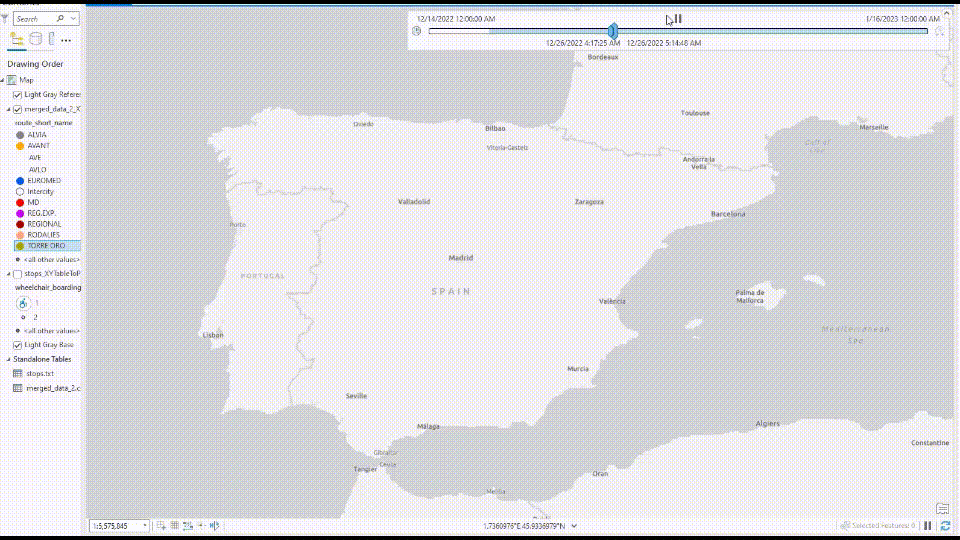 12/14/2022 12:00:00 AM
1/16/2023 12:00:00 AM
12/26/2022 4:17:25 AM 12/26/2022 5:14:48 AM
Search
Drawing Order
Map
Light Gray Refere
merged_data_2_X
route_short_name
ALVIA
AVANT
AVE
AVLO
EUROMED
Intercity
MD
REG.EXP.
REGIONAL
RODALIES
TORRE ORO
<all other values>
stops_XYTableToP
wheelchair_boarding
1
2
<all other values>
Light Gray Base
Standalone Tables
stops.txt
merged_data_2.c
Bordeaux
Toulouse
Marseille
Gulf of
Oviedo
Bilbao
Vitoria-Gasteiz
Andorra la
Vella
Valladolid
Zaragoza
Barcelona
Porto
Madrid
PORTUGAL
SPAIN
València
Palma de
Mallorca
Mediterranean
Sea
Lisbon
Murcia
Seville
Málaga
Algiers
Constantine
Gibraltar
Ceuta
Tangier
Oran
Melilla
1:5,575,845
1.7360976°E 45.9336979°N
Selected Features: 0